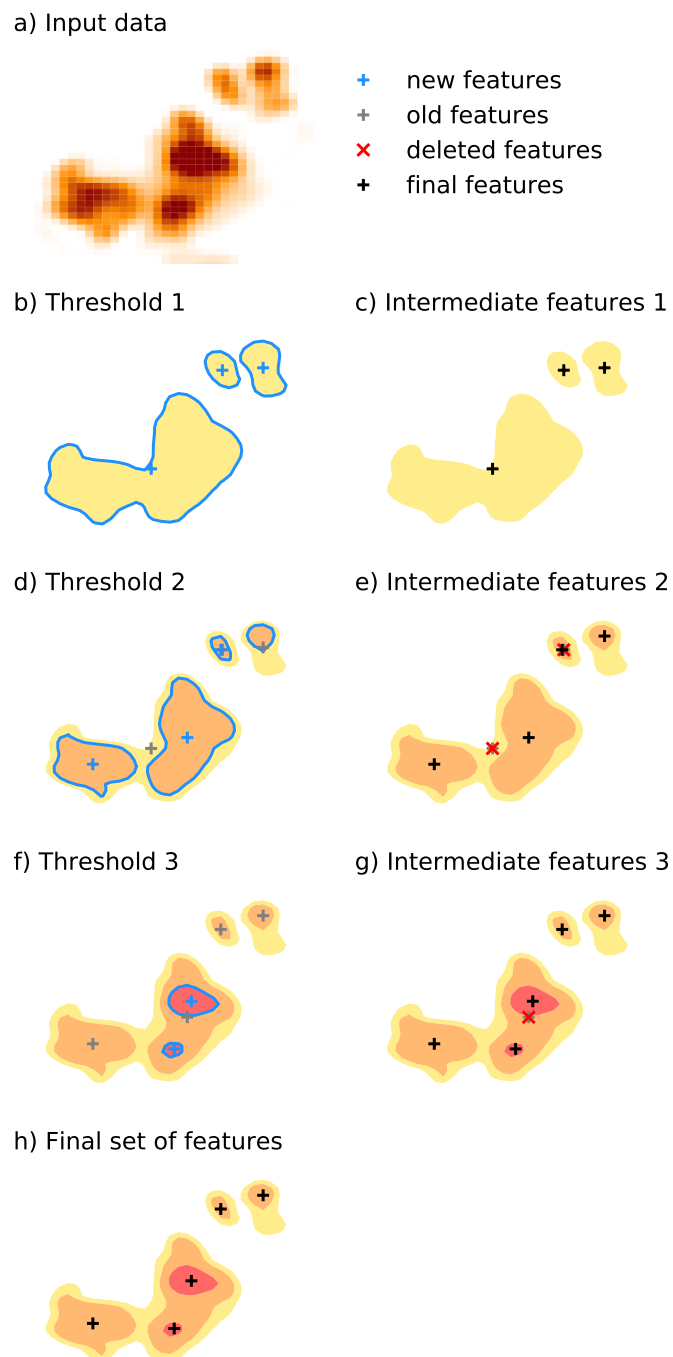 a) Input data
new features
old features
deleted features
final features
b) Threshold 1
c) Intermediate features 1
d) Threshold 2
e) Intermediate features 2
f) Threshold 3
g) Intermediate features 3
h) Final set of features